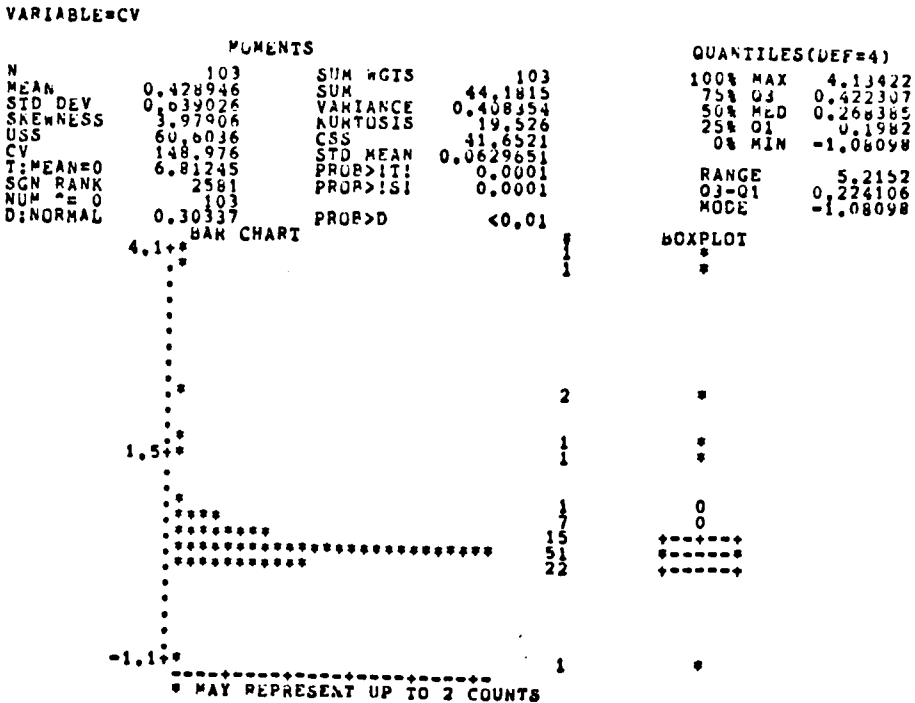 VARIABLE=CV
MOMENTS
N 103 SUM WGTS 103
MEAN 0.428946 SUM 44.1815
STD DEV 0.639026 VARIANCE 0.408354
SKEWNESS 3.97906 KURTOSIS 19.526
USS 60.6036 CSS 41.6521
CV 148.976 STD MEAN 0.0629651
T:MEAN=0 6.81245 PROB>|T| 0.0001
SGN RANK 2581 PROB>|S| 0.0001
NUM ^= 0 103
D:NORMAL 0.30337 PROB>D <0.01
QUANTILES(DEF=4)
100% MAX 4.13422
75% Q3 0.422307
50% MED 0.268385
25% Q1 0.1982
0% MIN -1.08098
RANGE 5.2152
Q3-Q1 0.224106
MODE -1.08098
BAR CHART # BOXPLOT
4.1+* 1 *
.* 1 *
.
.
.
.
.
.
.
.* 2 *
.
.
.* 1 *
1.5+* 1 *
.
.
.* 1 0
.**** 7 0
.******** 15 +--+--+
.************************** 51 *-----*
.*********** 22 +-----+
.
.
.
.
.
-1.1+* 1 *
----+----+----+----+----+-
* MAY REPRESENT UP TO 2 COUNTS